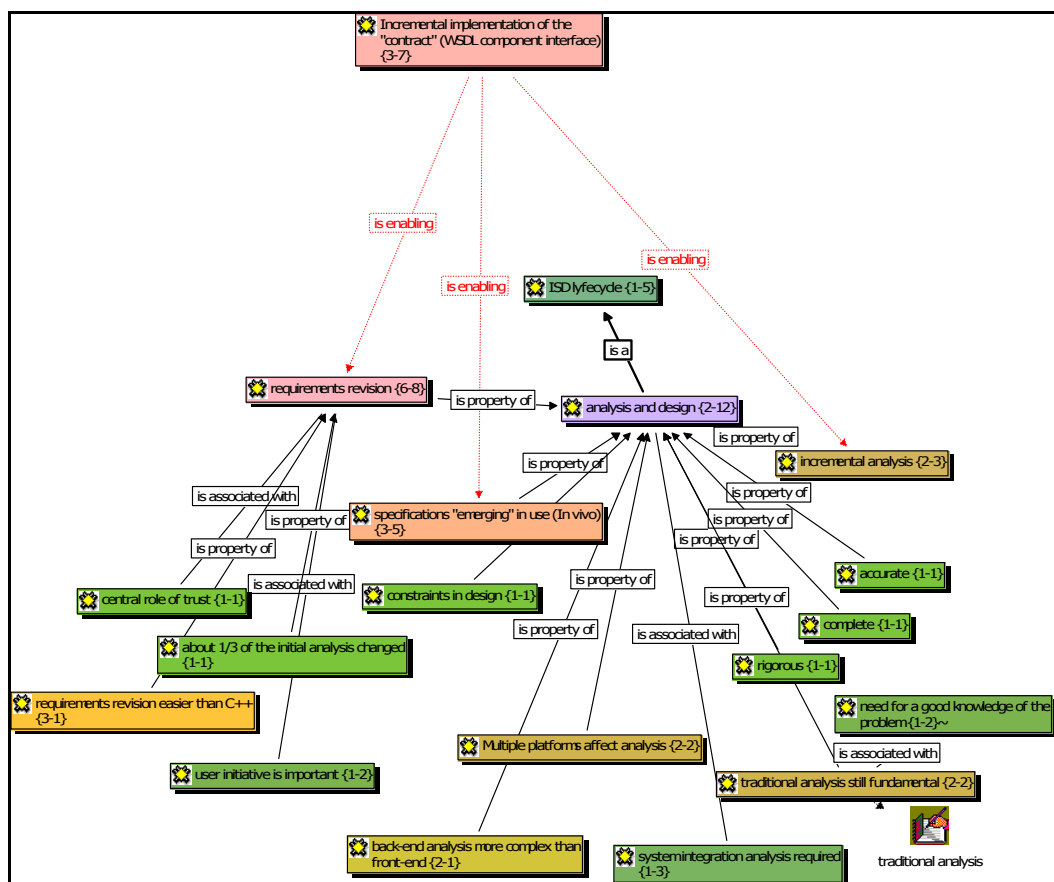 Incremental implementation of the
"contract" (WSDL component interface)
{3-7}
is enabling
is enabling
is enabling
ISD lyfecycle {1-5}
is a
requirements revision {6-8}
is property of
analysis and design {2-12}
is property of
incremental analysis {2-3}
is property of
is associated with
is property of
specifications "emerging" in use (In vivo)
{3-5}
is property of
is property of
is property of
is property of
accurate {1-1}
is associated with
is property of
central role of trust {1-1}
constraints in design {1-1}
is property of
complete {1-1}
is property of
is associated with
about 1/3 of the initial analysis changed
{1-1}
rigorous {1-1}
requirements revision easier than C++
{3-1}
need for a good knowledge of the
problem {1-2}~
Multiple platforms affect analysis {2-2}
is associated with
user initiative is important {1-2}
traditional analysis still fundamental {2-2}
back-end analysis more complex than
front-end {2-1}
system integration analysis required
{1-3}
traditional analysis